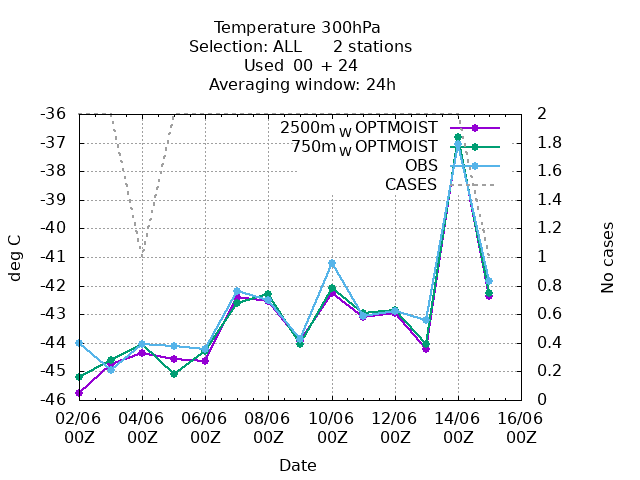 Temperature 300hPa
Selection: ALL 2 stations
Used 00 + 24
Averaging window: 24h
-36
-37
-38
-39
-40
-41
-42
-43
-44
-45
-46
2
1.8
1.6
1.4
1.2
1
0.8
0.6
0.4
0.2
0
2500m W OPTMOIST
750m W OPTMOIST
OBS
CASES
deg C
No cases
02/06 04/06 06/06 08/06 10/06 12/06 14/06 16/06
00Z 00Z 00Z 00Z 00Z 00Z 00Z 00Z
Date